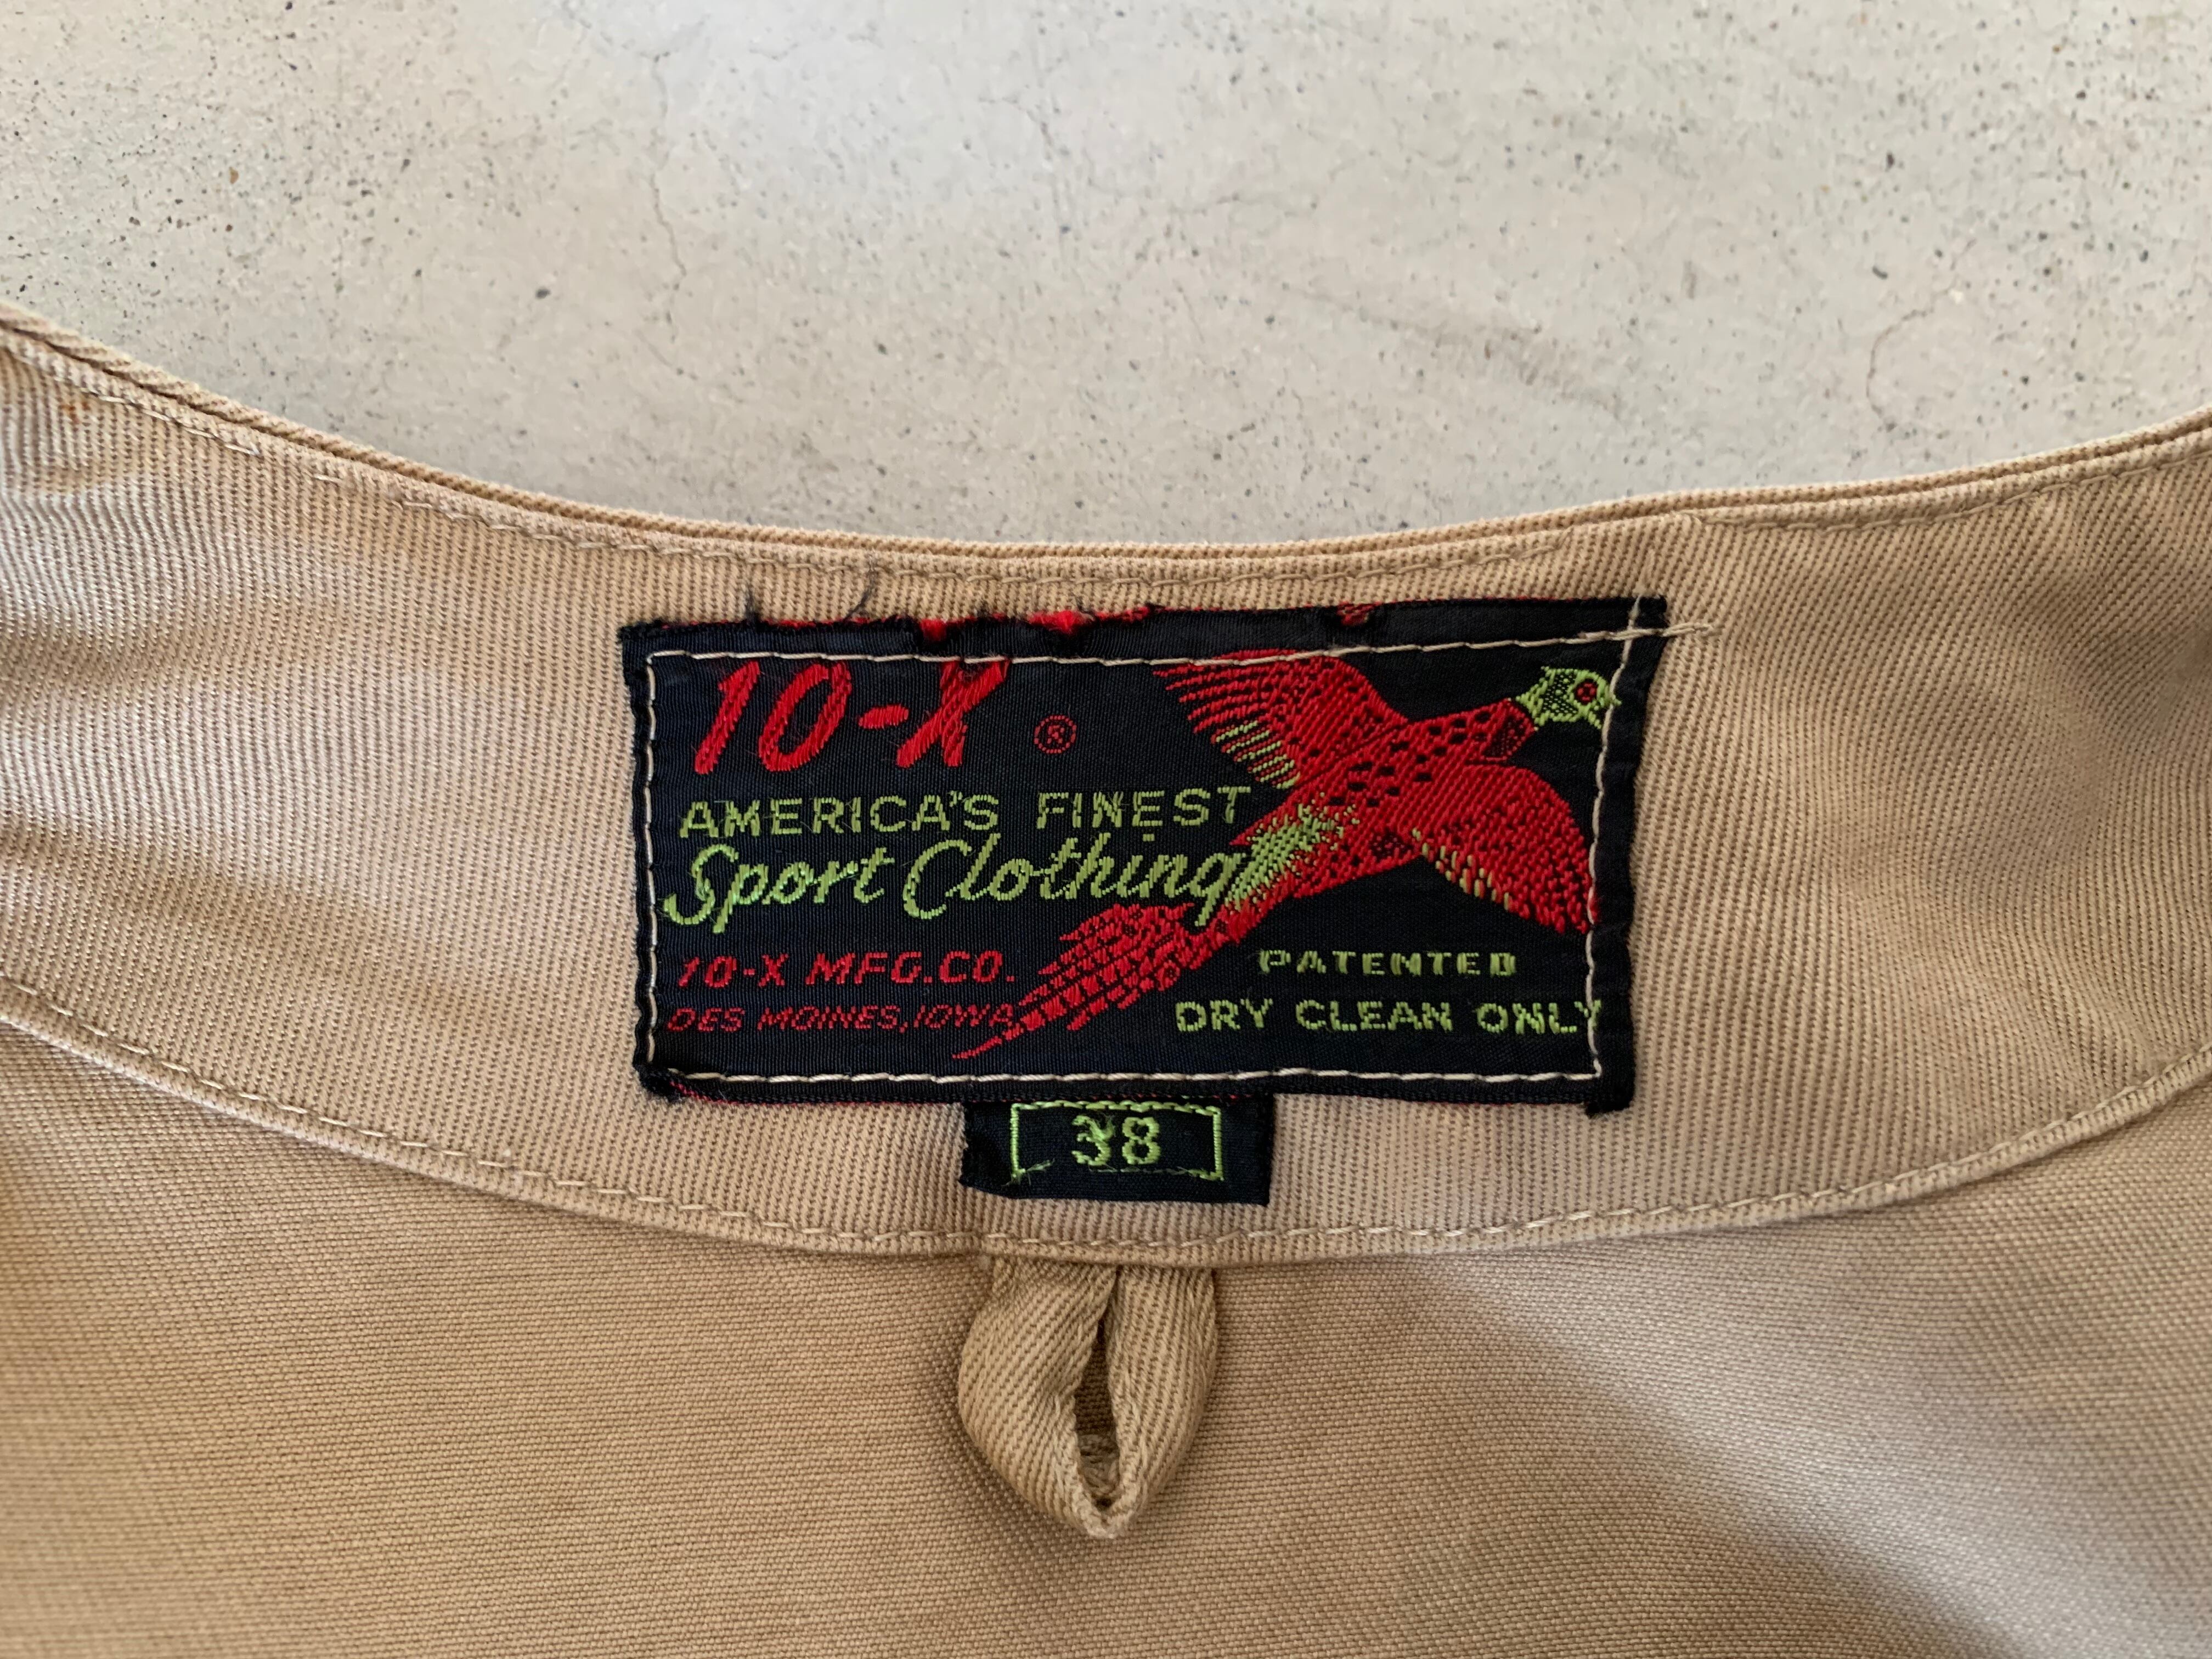 10-X ®
AMERICA'S FINEST
Sport Clothing
10-X MFG.CO.
DES MOINES, IOWA
PATENTED
DRY CLEAN ONLY
38